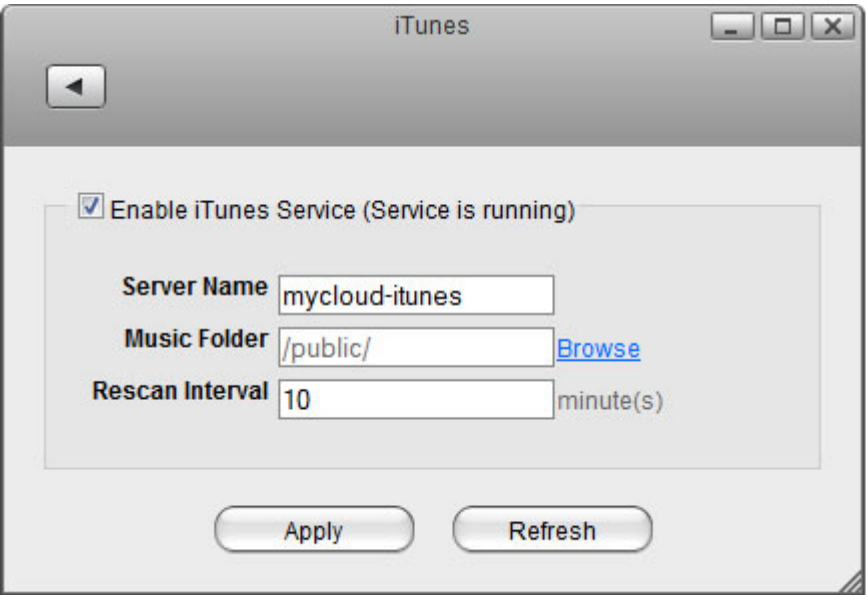 iTunes
Enable iTunes Service (Service is running)
Server Name mycloud-itunes
Music Folder /public/ Browse
Rescan Interval 10 minute(s)
Apply Refresh